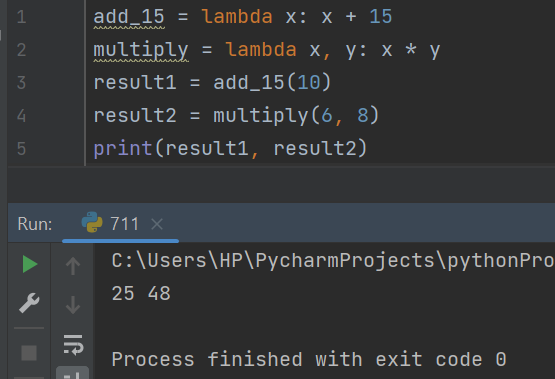 1 add_15 = lambda x: x + 15
2 multiply = lambda x, y: x * y
3 result1 = add_15(10)
4 result2 = multiply(6, 8)
5 print(result1, result2)
Run: 711
C:\Users\HP\PycharmProjects\pythonPro
25 48
Process finished with exit code 0